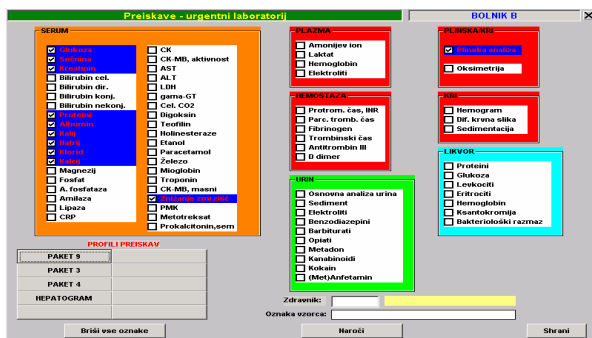 Preiskave - urgentni laboratorij
BOLNIK B
SERUM
Glukoza
Sečnina
Kreatinin
Bilirubin cel.
Bilirubin dir.
Bilirubin konj.
Bilirubin nekonj.
Proteini
Albumin
Kalij
Natrij
Klorid
Kalcij
Magnezij
Fosfat
A. fosfataza
Amilaza
Lipaza
CRP
CK
CK-MB, aktivnost
AST
ALT
LDH
gama-GT
Cel. CO2
Digoksin
Teofilin
Holinesteraze
Etanol
Paracetamol
Železo
Mioglobin
Troponin
CK-MB, masni
Znižanje zmrzišč
PMK
Metotreksat
Prokalcitonin,sem
PLAZMA
Amonijev ion
Laktat
Hemoglobin
Elektroliti
HEMOSTAZA
Protrom. čas, INR
Parc. tromb. čas
Fibrinogen
Trombinski čas
Antitrombin III
D dimer
URIN
Osnovna analiza urina
Sediment
Elektroliti
Benzodiazepini
Barbiturati
Opiati
Metadon
Kanabinoidi
Kokain
(Met)Anfetamin
PLINSKA/KRI
Plinska analiza
Oksimetrija
KRI
Hemogram
Dif. krvna slika
Sedimentacija
LIKVOR
Proteini
Glukoza
Levkociti
Eritrociti
Hemoglobin
Ksantokromija
Bakteriološki razmaz
PROFILI PREISKAV
PAKET 9
PAKET 3
PAKET 4
HEPATOGRAM
Zdravnik:
Oznaka vzorca:
Briši vse oznake
Naroči
Shrani